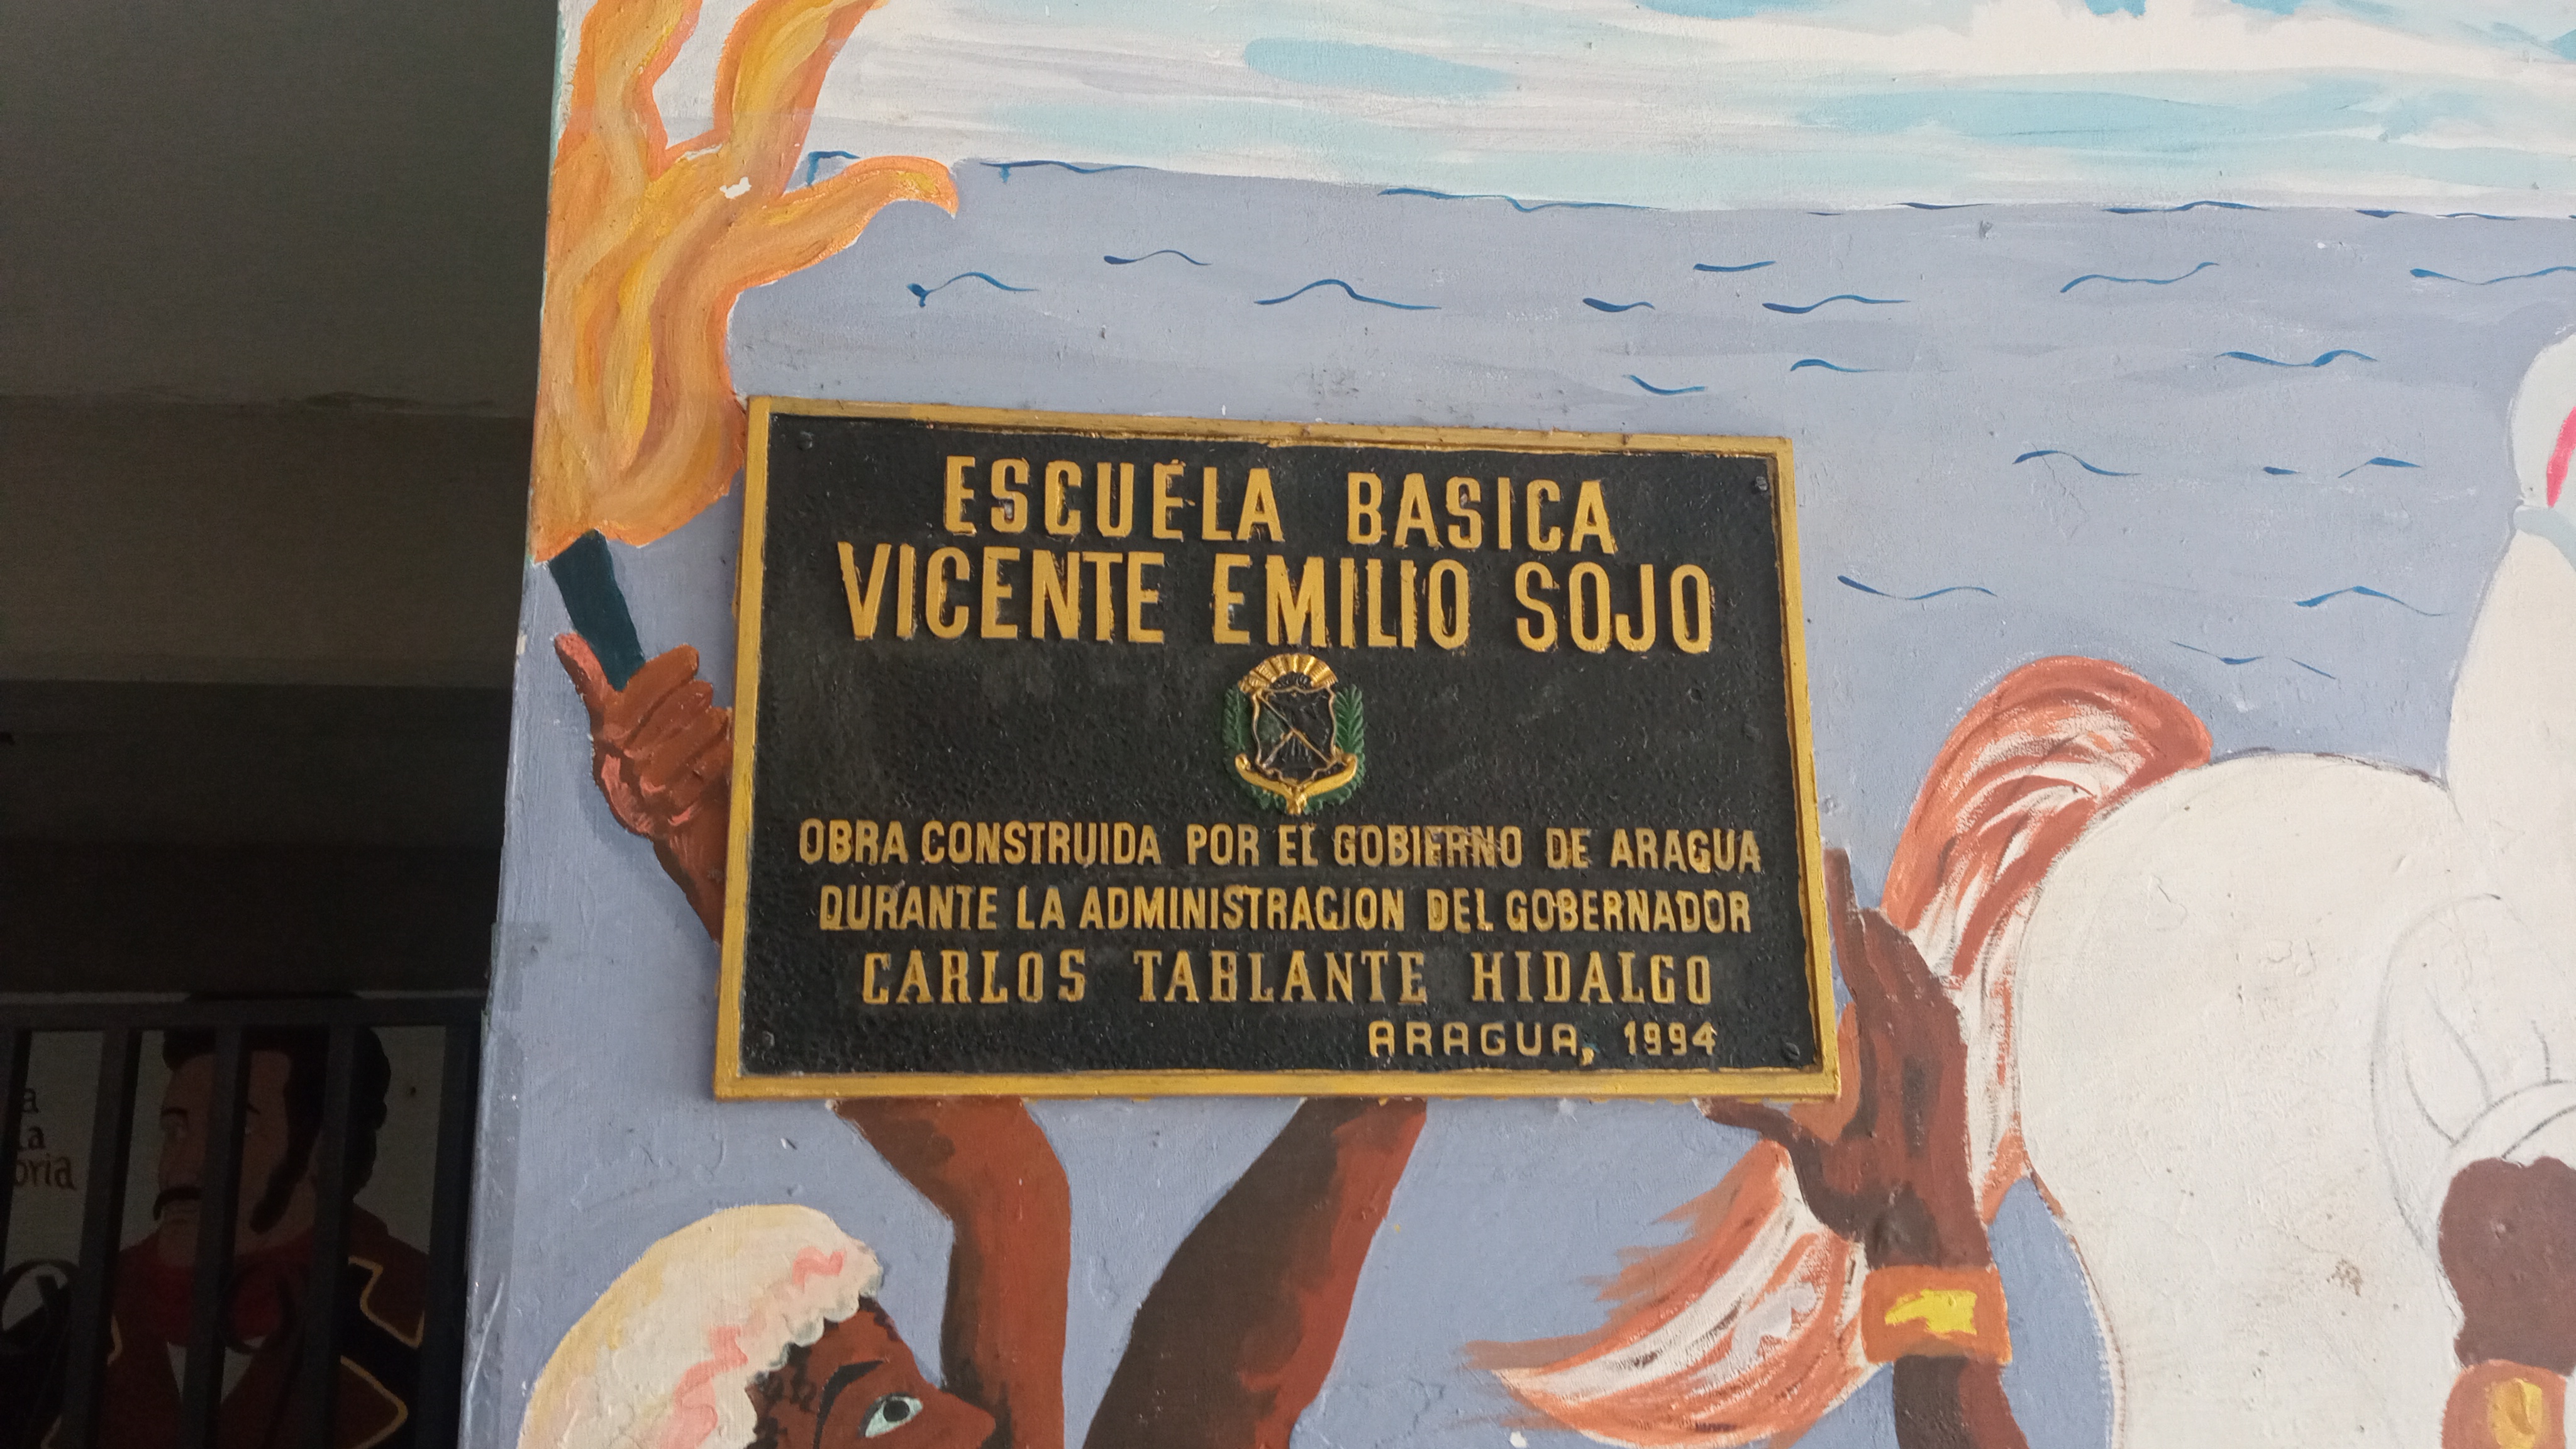 ESCUELA BASICA
VICENTE EMILIO SOJO
OBRA CONSTRUIDA POR EL GOBIERNO DE ARAGUA
DURANTE LA ADMINISTRACION DEL GOBERNADOR
CARLOS TABLANTE HIDALGO
ARAGUA, 1994